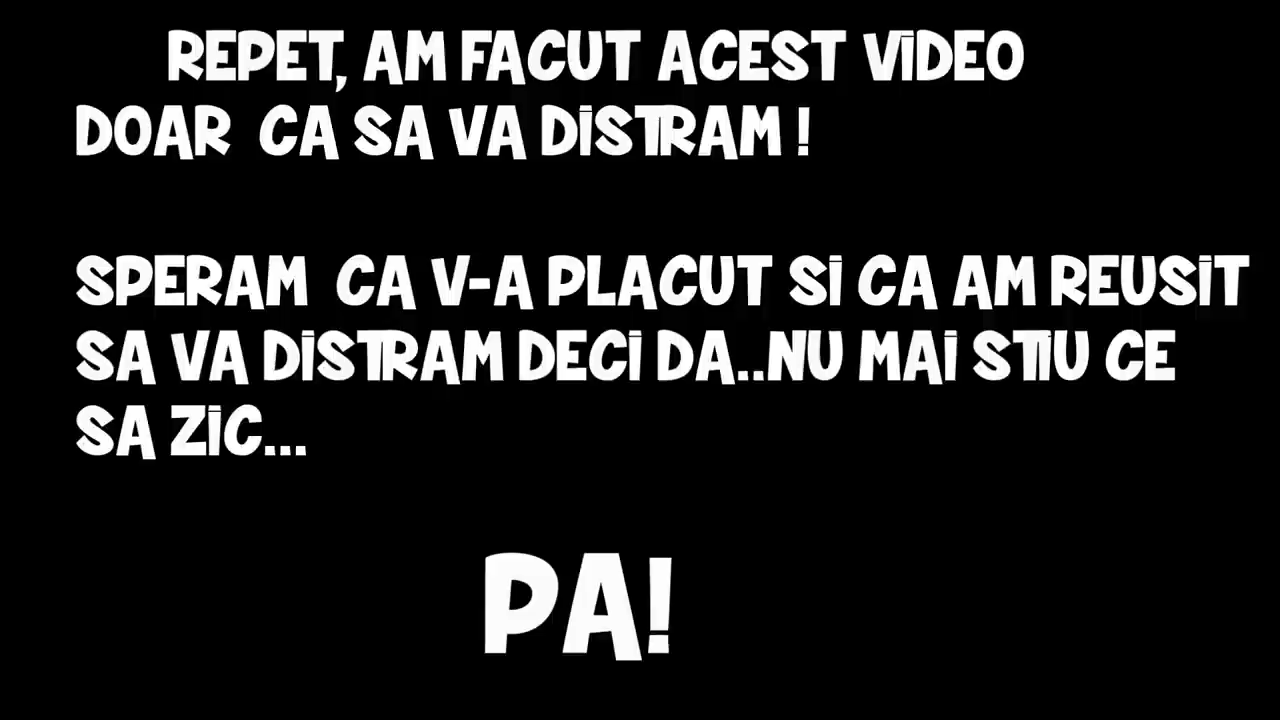 REPET, AM FACUT ACEST VIDEO
DOAR CA SA VA DISTRAM !
SPERAM CA V-A PLACUT SI CA AM REUSIT
SA VA DISTRAM DECI DA..NU MAI STIU CE
SA ZIC...
PA!